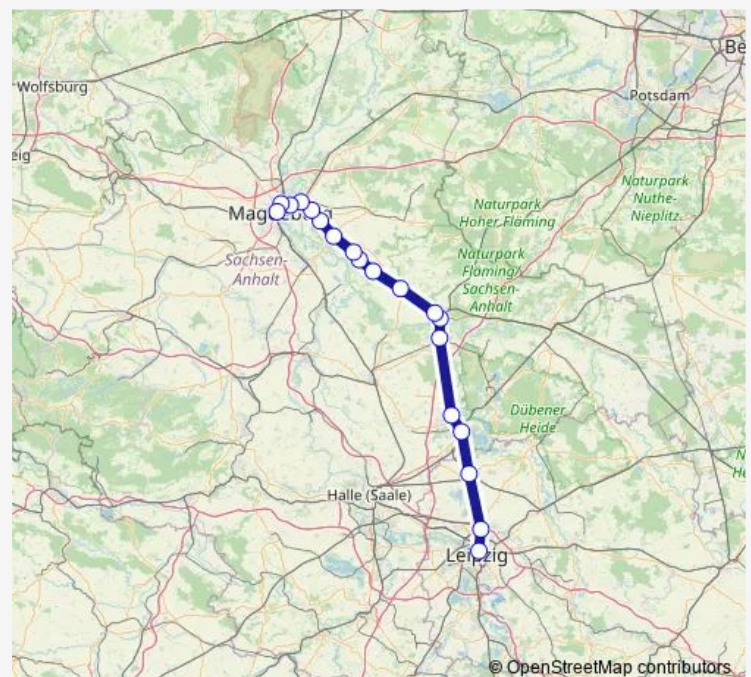 Be
Wolfsburg
Potsdam
eig
Naturpark
Nuthe-
Nieplitz
Naturpark
Hoher Fläming
Sachsen-
Anhalt
Naturpark
Fläming/
Sachsen-
Anhalt
Dübener
Heide
N
H
Halle (Saale)
Leipzig
© OpenStreetMap contributors